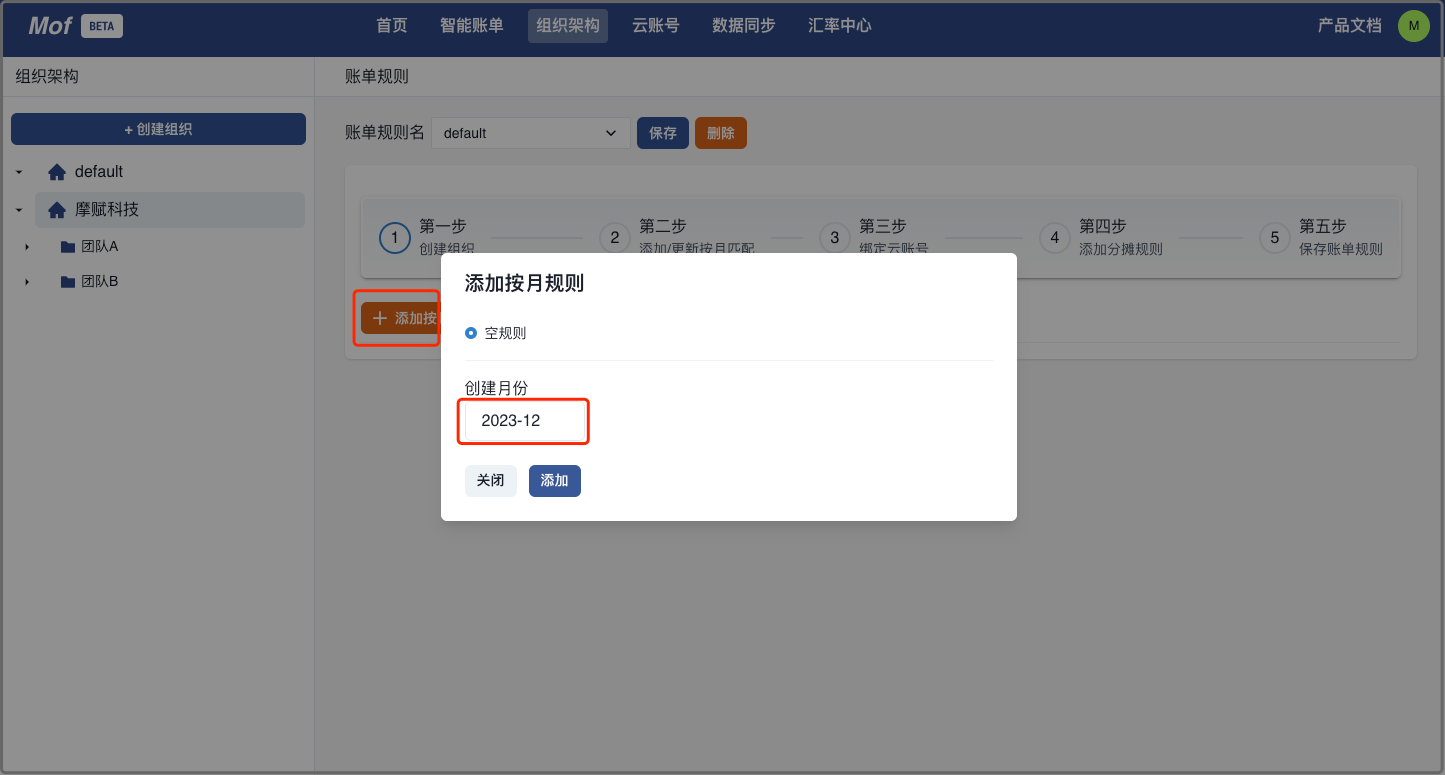 Mof BETA 首页 智能账单 组织架构 云账号 数据同步 汇率中心 产品文档 M
组织架构
账单规则
+ 创建组织
default
摩赋科技
团队A
团队B
账单规则名 default 保存 删除
1 第一步 2 第二步 3 第三步 4 第四步 5 第五步
创建组织 添加/更新按月匹配 绑定云账号 添加分摊规则 保存账单规则
添加按
添加按月规则
空规则
创建月份
2023-12
关闭 添加